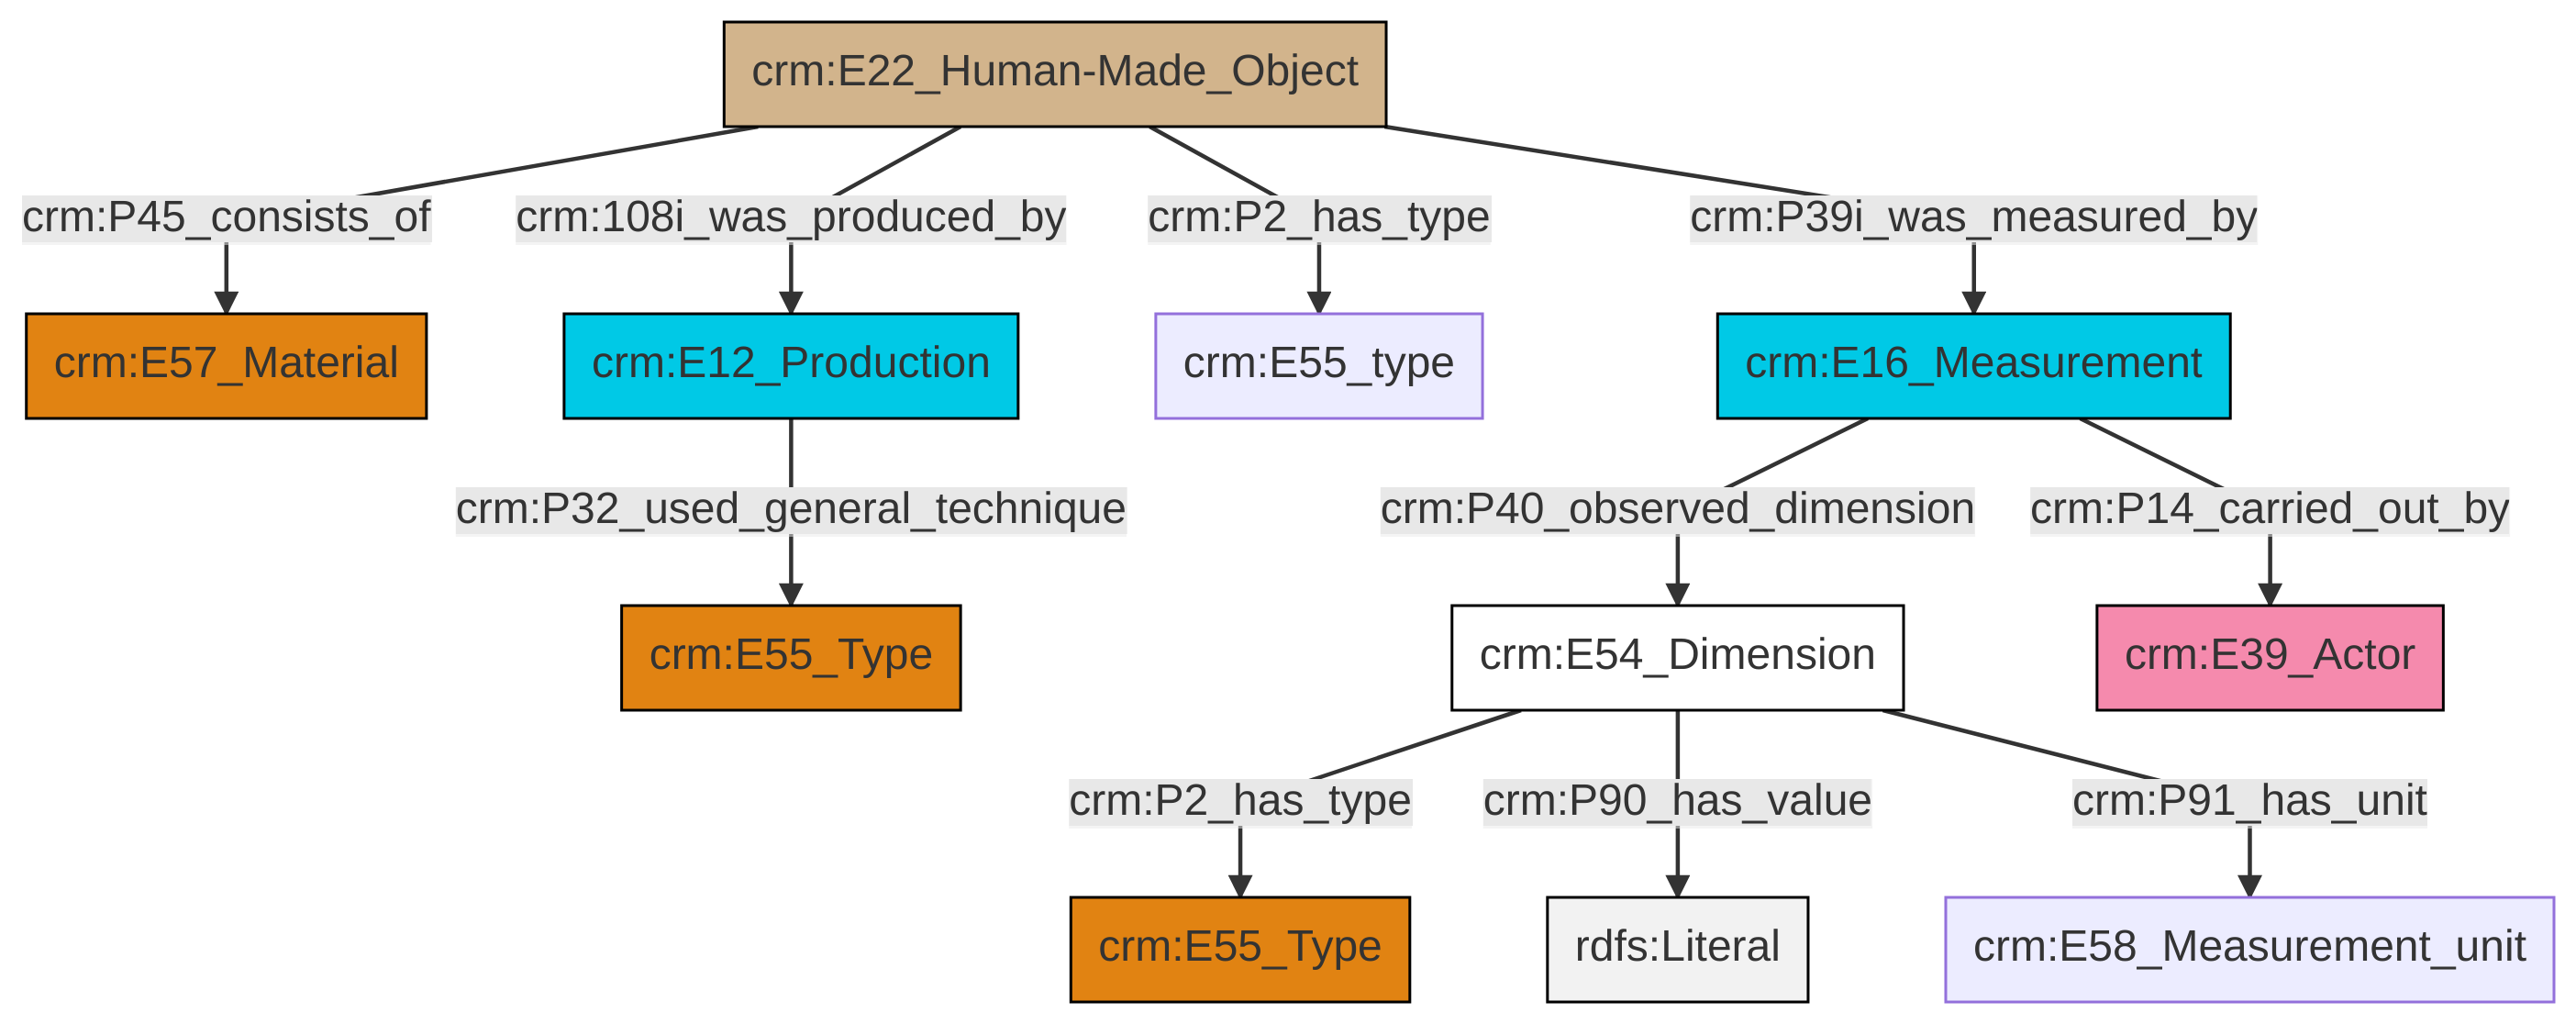 crm:E22_Human-Made_Object
crm:P45_consists_of
crm:108i_was_produced_by
crm:P2_has_type
crm:P39i_was_measured_by
crm:E57_Material
crm:E12_Production
crm:E55_type
crm:E16_Measurement
crm:P32_used_general_technique
crm:P40_observed_dimension
crm:P14_carried_out_by
crm:E55_Type
crm:E54_Dimension
crm:E39_Actor
crm:P2_has_type
crm:P90_has_value
crm:P91_has_unit
crm:E55_Type
rdfs:Literal
crm:E58_Measurement_unit